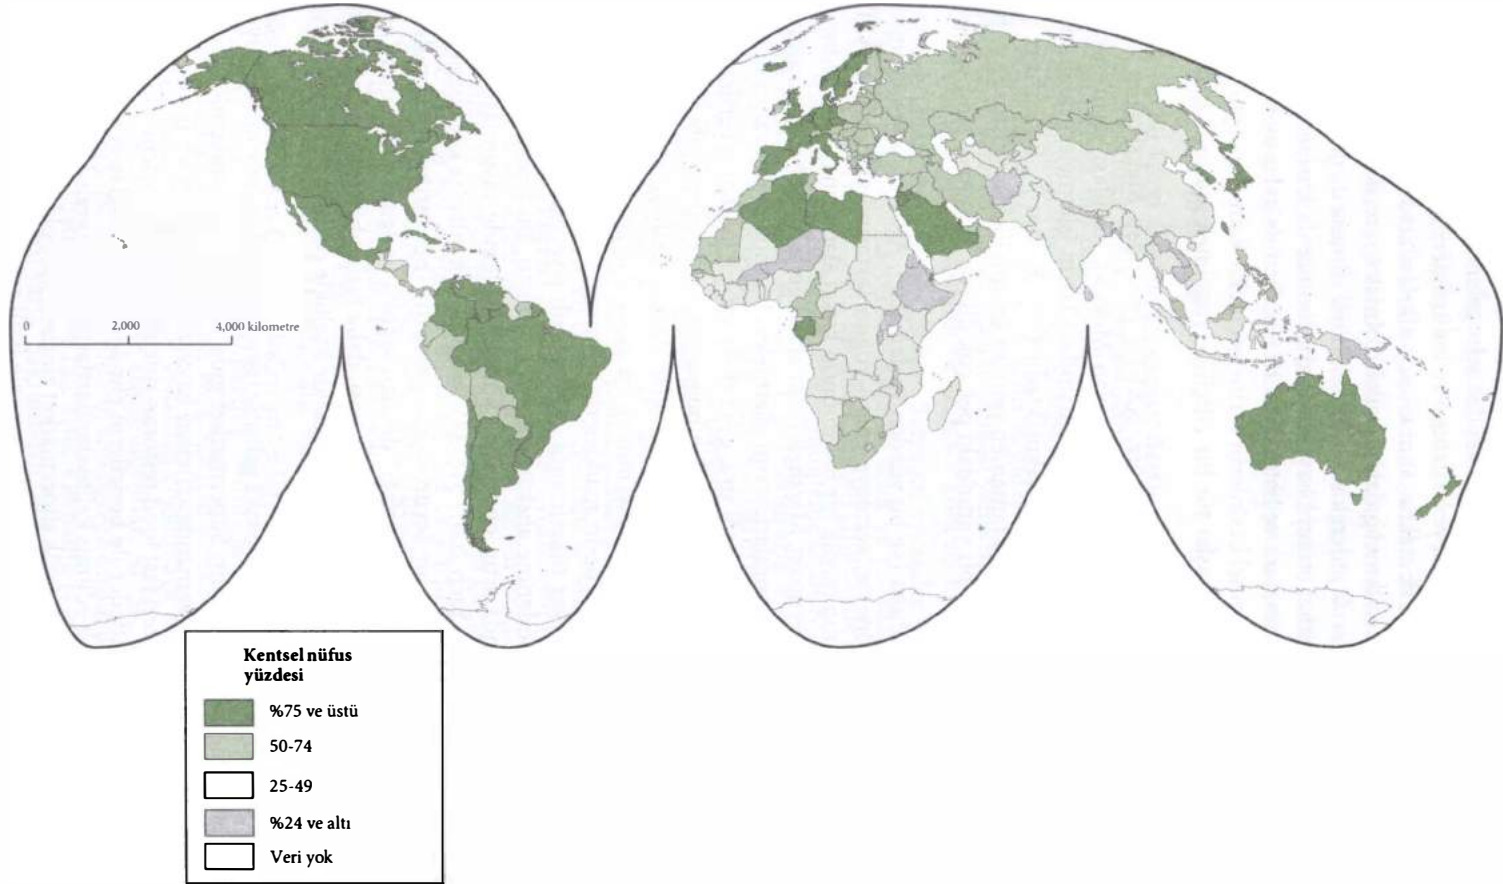 0 2,000 4,000 kilometre
Kentsel nüfus
yüzdesi
%75 ve üstü
50-74
25-49
%24 ve altı
Veri yok